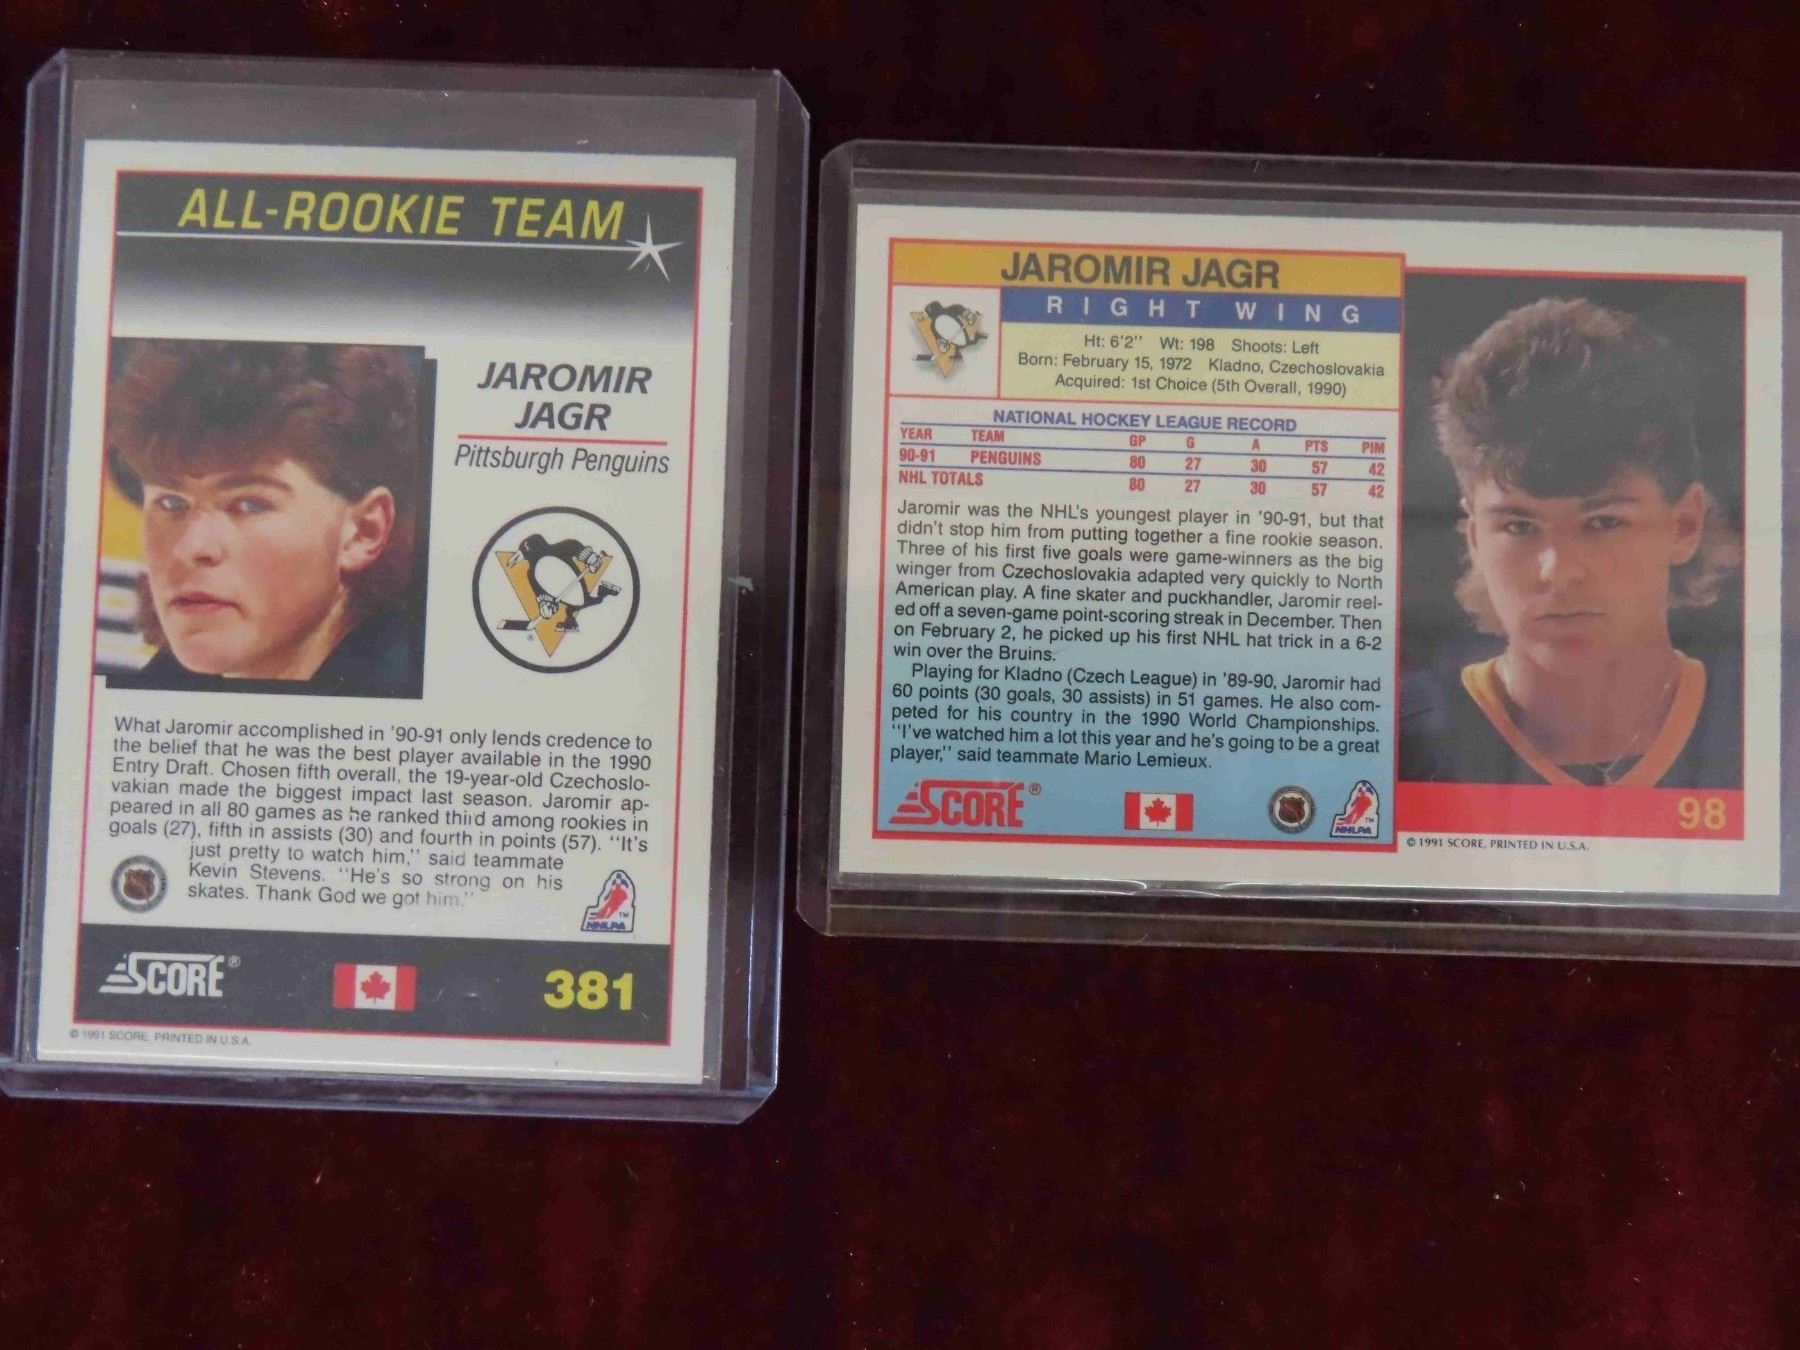 ALL-ROOKIE TEAM
JAROMIR
JAGR
Pittsburgh Penguins
What Jaromir accomplished in '90-91 only lends credence to
the belief that he was the best player available in the 1990
Entry Draft. Chosen fifth overall, the 19-year-old Czechoslo-
vakian made the biggest impact last season. Jaromir ap-
peared in all 80 games as he ranked third among rookies in
goals (27), fifth in assists (30) and fourth in points (57). "It's
just pretty to watch him," said teammate
Kevin Stevens. "He's so strong on his
skates. Thank God we got him."
NHLPA TM
SCORE® 381
© 1991 SCORE, PRINTED IN U.S.A.
JAROMIR JAGR
RIGHT WING
Ht: 6'2" Wt: 198 Shoots: Left
Born: February 15, 1972 Kladno, Czechoslovakia
Acquired: 1st Choice (5th Overall, 1990)
NATIONAL HOCKEY LEAGUE RECORD
YEAR TEAM GP G A PTS PIM
90-91 PENGUINS 80 27 30 57 42
NHL TOTALS 80 27 30 57 42
Jaromir was the NHL's youngest player in '90-91, but that
didn't stop him from putting together a fine rookie season.
Three of his first five goals were game-winners as the big
winger from Czechoslovakia adapted very quickly to North
American play. A fine skater and puckhandler, Jaromir reel-
ed off a seven-game point-scoring streak in December. Then
on February 2, he picked up his first NHL hat trick in a 6-2
win over the Bruins.
Playing for Kladno (Czech League) in '89-90, Jaromir had
60 points (30 goals, 30 assists) in 51 games. He also com-
peted for his country in the 1990 World Championships.
"I've watched him a lot this year and he's going to be a great
player," said teammate Mario Lemieux.
SCORE® NHLPA TM 98
© 1991 SCORE, PRINTED IN U.S.A.